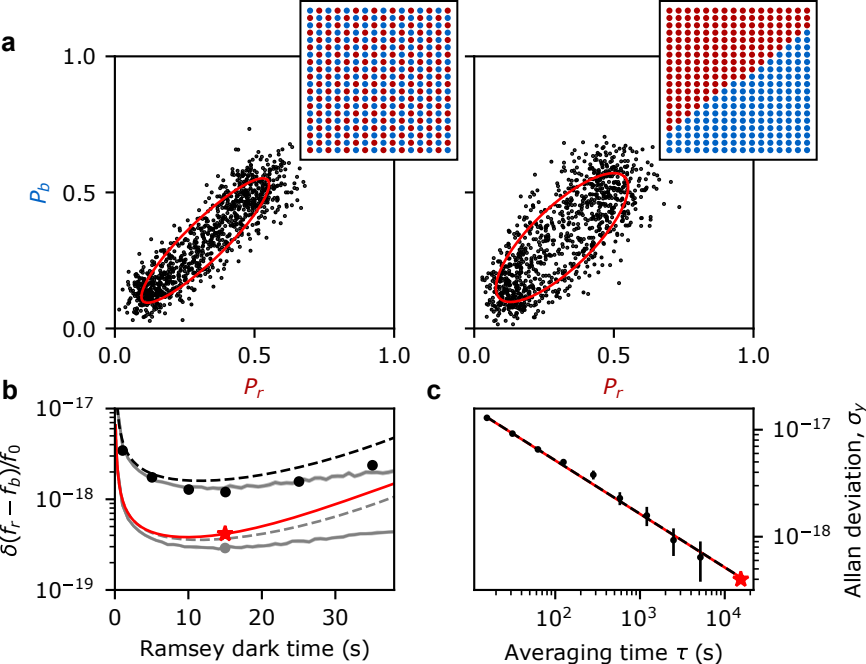 a
1.0
0.5
0.0
P_b
0.0
0.5
1.0
P_r
0.0
0.5
1.0
P_r
b
10^{-17}
10^{-18}
10^{-19}
δ(f_r − f_b)/f_0
0
10
20
30
Ramsey dark time (s)
c
10^{-17}
10^{-18}
Allan deviation, σ_y
10^2
10^3
10^4
Averaging time τ (s)